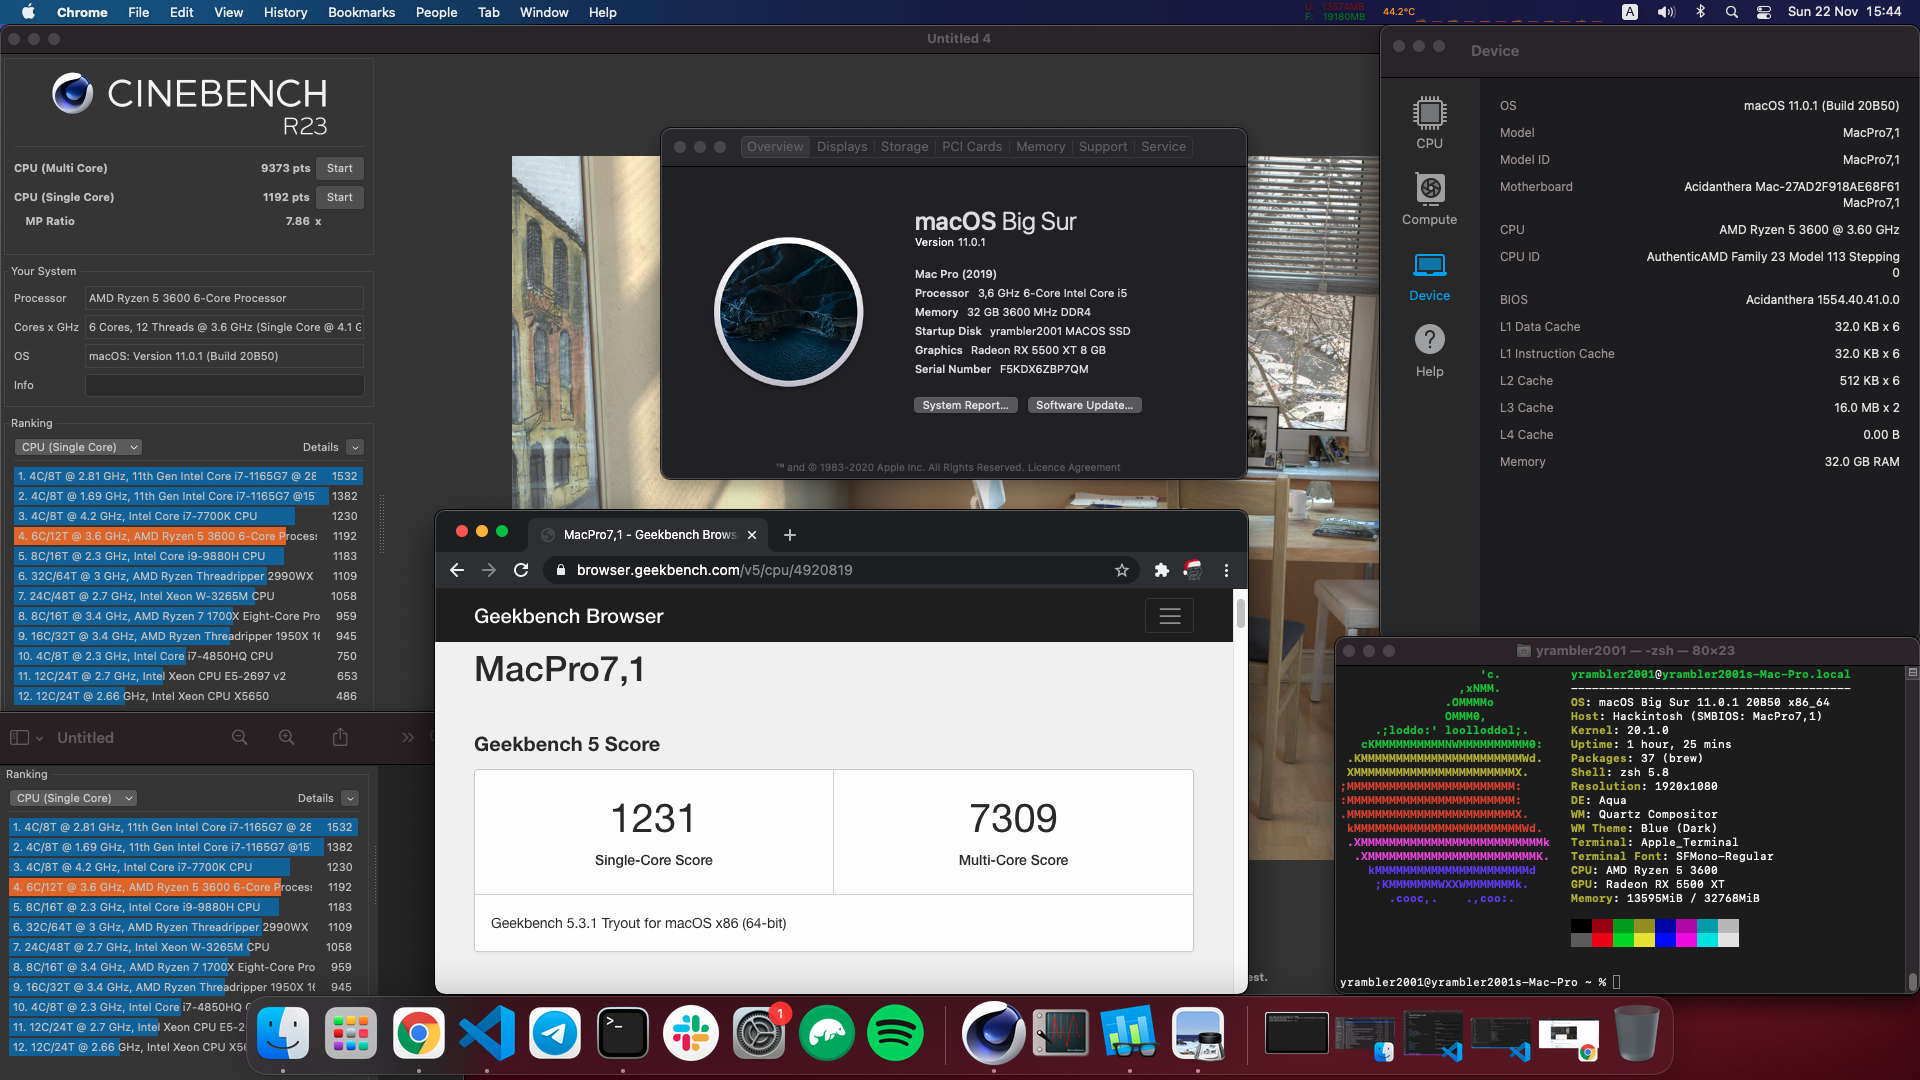 Chrome File Edit View History Bookmarks People Tab Window Help
U: 13574MB
F: 19180MB
44.2°C
A
Sun 22 Nov 15:44
Untitled 4
CINEBENCH
R23
CPU (Multi Core) 9373 pts Start
CPU (Single Core) 1192 pts Start
MP Ratio 7.86 x
Your System
Processor AMD Ryzen 5 3600 6-Core Processor
Cores x GHz 6 Cores, 12 Threads @ 3.6 GHz (Single Core @ 4.1 G
OS macOS: Version 11.0.1 (Build 20B50)
Info
Ranking
CPU (Single Core) Details
1. 4C/8T @ 2.81 GHz, 11th Gen Intel Core i7-1165G7 @ 28 1532
2. 4C/8T @ 1.69 GHz, 11th Gen Intel Core i7-1165G7 @15 1382
3. 4C/8T @ 4.2 GHz, Intel Core i7-7700K CPU 1230
4. 6C/12T @ 3.6 GHz, AMD Ryzen 5 3600 6-Core Process 1192
5. 8C/16T @ 2.3 GHz, Intel Core i9-9880H CPU 1183
6. 32C/64T @ 3 GHz, AMD Ryzen Threadripper 2990WX 1109
7. 24C/48T @ 2.7 GHz, Intel Xeon W-3265M CPU 1058
8. 8C/16T @ 3.4 GHz, AMD Ryzen 7 1700X Eight-Core Pro 959
9. 16C/32T @ 3.4 GHz, AMD Ryzen Threadripper 1950X 16 945
10. 4C/8T @ 2.3 GHz, Intel Core i7-4850HQ CPU 750
11. 12C/24T @ 2.7 GHz, Intel Xeon CPU E5-2697 v2 653
12. 12C/24T @ 2.66 GHz, Intel Xeon CPU X5650 486
Untitled
Ranking
CPU (Single Core) Details
1. 4C/8T @ 2.81 GHz, 11th Gen Intel Core i7-1165G7 @ 28 1532
2. 4C/8T @ 1.69 GHz, 11th Gen Intel Core i7-1165G7 @15 1382
3. 4C/8T @ 4.2 GHz, Intel Core i7-7700K CPU 1230
4. 6C/12T @ 3.6 GHz, AMD Ryzen 5 3600 6-Core Process 1192
5. 8C/16T @ 2.3 GHz, Intel Core i9-9880H CPU 1183
6. 32C/64T @ 3 GHz, AMD Ryzen Threadripper 2990WX 1109
7. 24C/48T @ 2.7 GHz, Intel Xeon W-3265M CPU 1058
8. 8C/16T @ 3.4 GHz, AMD Ryzen 7 1700X Eight-Core Pro 959
9. 16C/32T @ 3.4 GHz, AMD Ryzen Threadripper 1950X 16 945
10. 4C/8T @ 2.3 GHz, Intel Core i7-4850HQ
11. 12C/24T @ 2.7 GHz, Intel Xeon CPU E5-2
12. 12C/24T @ 2.66 GHz, Intel Xeon CPU X56
Overview Displays Storage PCI Cards Memory Support Service
macOS Big Sur
Version 11.0.1
Mac Pro (2019)
Processor 3,6 GHz 6-Core Intel Core i5
Memory 32 GB 3600 MHz DDR4
Startup Disk yrambler2001 MACOS SSD
Graphics Radeon RX 5500 XT 8 GB
Serial Number F5KDX6ZBP7QM
System Report... Software Update...
™ and © 1983-2020 Apple Inc. All Rights Reserved. Licence Agreement
MacPro7,1 - Geekbench Brows
browser.geekbench.com/v5/cpu/4920819
Geekbench Browser
MacPro7,1
Geekbench 5 Score
1231 7309
Single-Core Score Multi-Core Score
Geekbench 5.3.1 Tryout for macOS x86 (64-bit)
est.
Device
CPU
Compute
Device
Help
OS macOS 11.0.1 (Build 20B50)
Model MacPro7,1
Model ID MacPro7,1
Motherboard Acidanthera Mac-27AD2F918AE68F61
MacPro7,1
CPU AMD Ryzen 5 3600 @ 3.60 GHz
CPU ID AuthenticAMD Family 23 Model 113 Stepping
0
BIOS Acidanthera 1554.40.41.0.0
L1 Data Cache 32.0 KB x 6
L1 Instruction Cache 32.0 KB x 6
L2 Cache 512 KB x 6
L3 Cache 16.0 MB x 2
L4 Cache 0.00 B
Memory 32.0 GB RAM
yrambler2001 — -zsh — 80×23
'c. yrambler2001@yrambler2001s-Mac-Pro.local
,xNMM. ----------------------------------------
.OMMMMo OS: macOS Big Sur 11.0.1 20B50 x86_64
OMMM0, Host: Hackintosh (SMBIOS: MacPro7,1)
.;loddo:' loolloddol;. Kernel: 20.1.0
cKMMMMMMMMMMNWMMMMMMMMMM0: Uptime: 1 hour, 25 mins
.KMMMMMMMMMMMMMMMMMMMMMMMWd. Packages: 37 (brew)
XMMMMMMMMMMMMMMMMMMMMMMMX. Shell: zsh 5.8
;MMMMMMMMMMMMMMMMMMMMMMMM: Resolution: 1920x1080
:MMMMMMMMMMMMMMMMMMMMMMMM: DE: Aqua
.MMMMMMMMMMMMMMMMMMMMMMMMX. WM: Quartz Compositor
kMMMMMMMMMMMMMMMMMMMMMMMMWd. WM Theme: Blue (Dark)
.XMMMMMMMMMMMMMMMMMMMMMMMMMMk Terminal: Apple_Terminal
.XMMMMMMMMMMMMMMMMMMMMMMMMK. Terminal Font: SFMono-Regular
kMMMMMMMMMMMMMMMMMMMMMMd CPU: AMD Ryzen 5 3600
;KMMMMMMMWXXWMMMMMMMk. GPU: Radeon RX 5500 XT
.cooc,. .,coo:. Memory: 13595MiB / 32768MiB
yrambler2001@yrambler2001s-Mac-Pro ~ %
>_
1